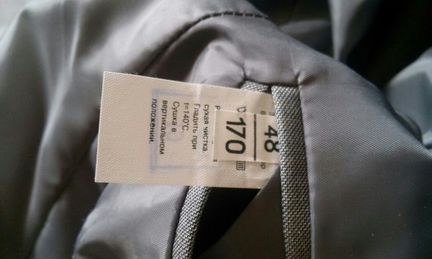 сухая чистка.
Гладить при
t=140°С.
Сушка в
вертикальном
положении.
48
170